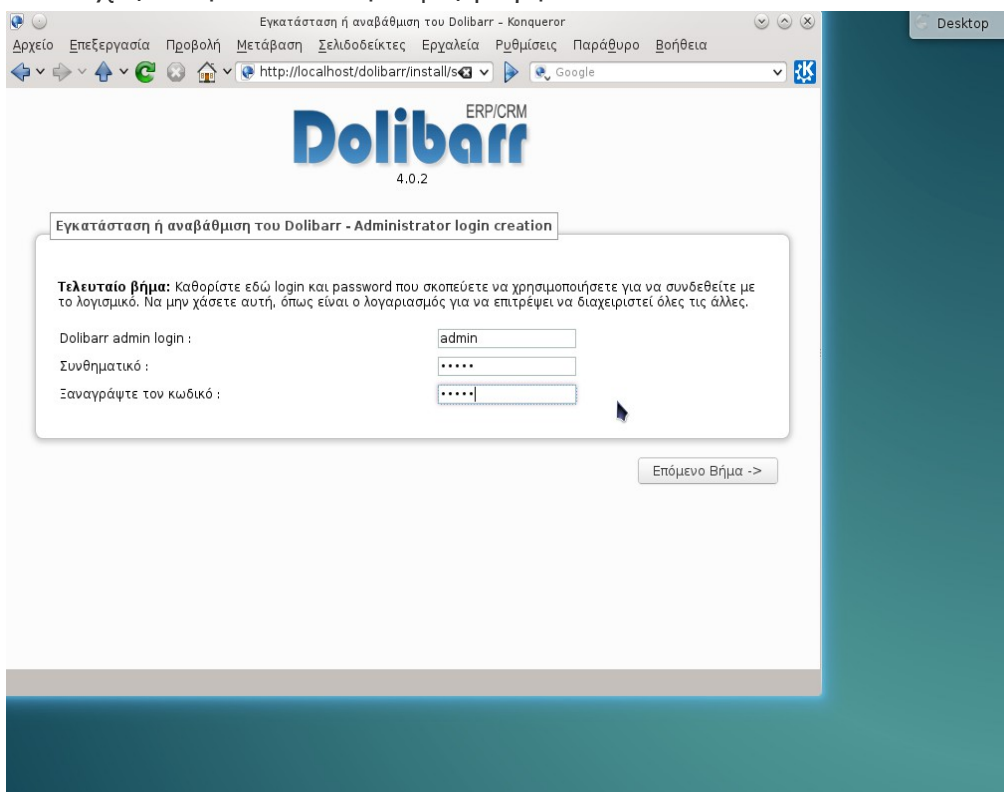 Εγκατάσταση ή αναβάθμιση του Dolibarr - Konqueror
Desktop
Αρχείο Επεξεργασία Προβολή Μετάβαση Σελιδοδείκτες Εργαλεία Ρυθμίσεις Παράθυρο Βοήθεια
http://localhost/dolibarr/install/s
Google
ERP/CRM
Dolibarr
4.0.2
Εγκατάσταση ή αναβάθμιση του Dolibarr - Administrator login creation
Τελευταίο βήμα: Καθορίστε εδώ login και password που σκοπεύετε να χρησιμοποιήσετε για να συνδεθείτε με
το λογισμικό. Να μην χάσετε αυτή, όπως είναι ο λογαριασμός για να επιτρέψει να διαχειριστεί όλες τις άλλες.
Dolibarr admin login : admin
Συνθηματικό : •••••
Ξαναγράψτε τον κωδικό : •••••
Επόμενο Βήμα ->